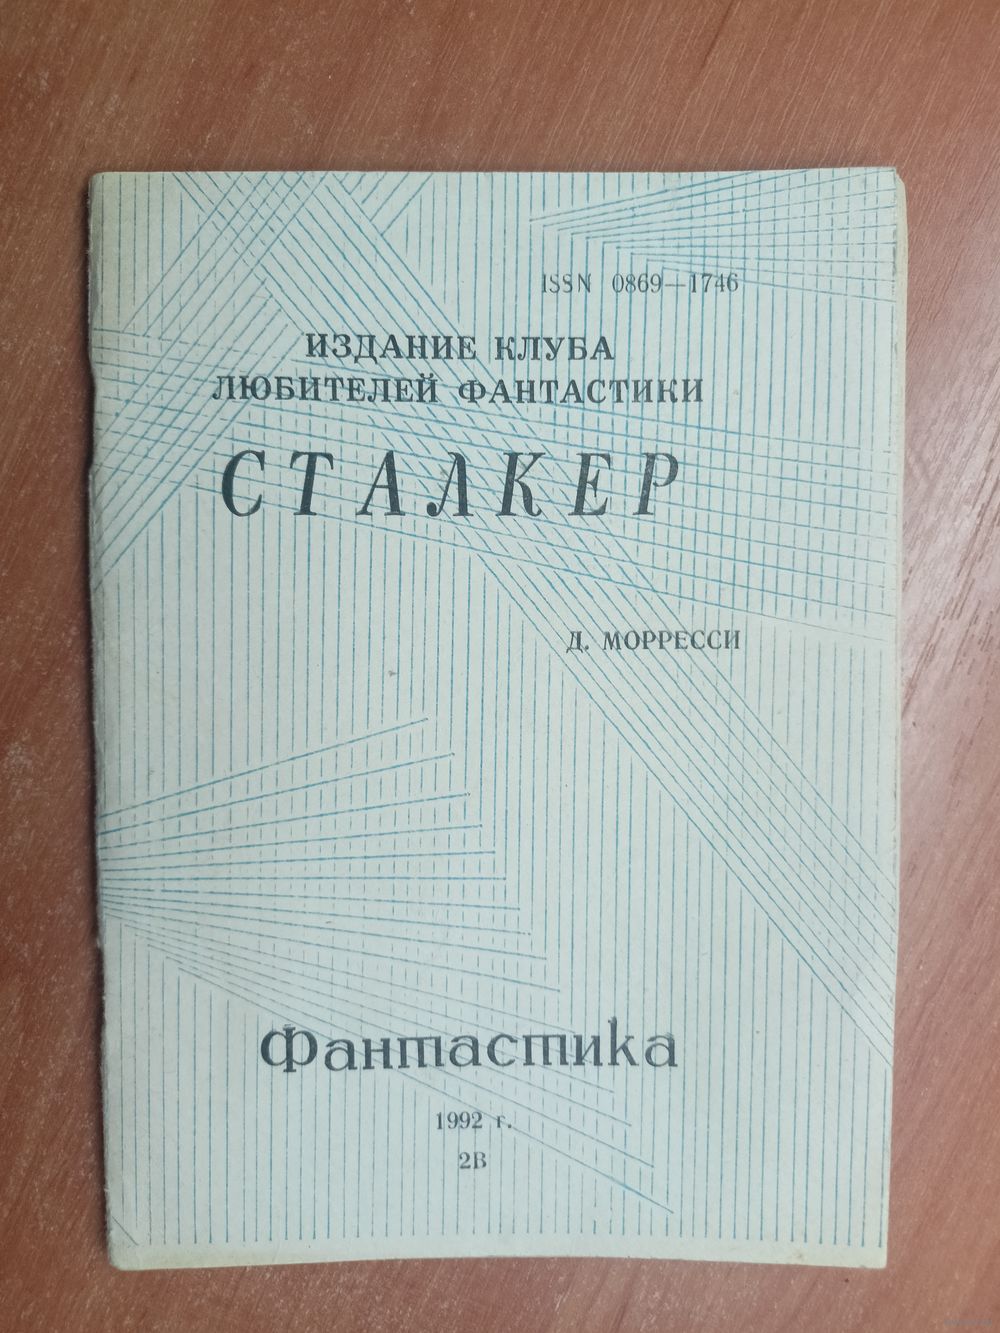 ISSN 0869—1746
ИЗДАНИЕ КЛУБА
ЛЮБИТЕЛЕЙ ФАНТАСТИКИ
СТАЛКЕР
Д. МОРРЕССИ
Фантастика
1992 г.
2В